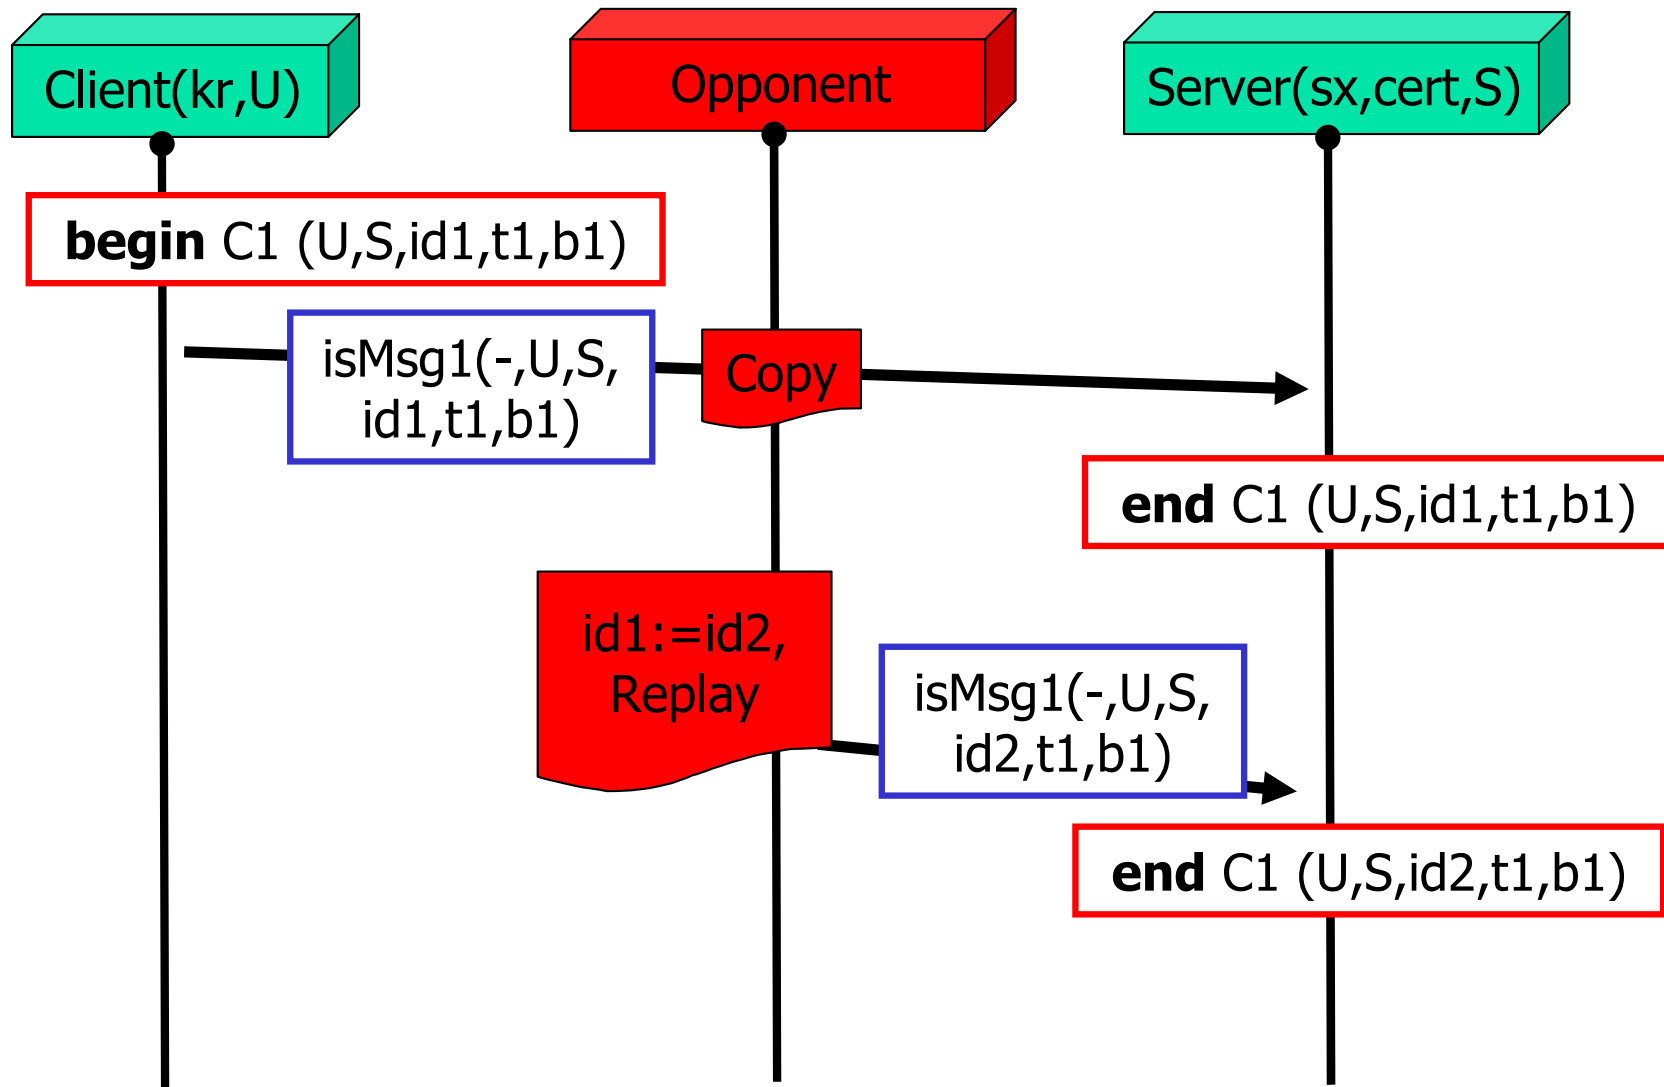 Client(kr,U)
Opponent
Server(sx,cert,S)
begin C1 (U,S,id1,t1,b1)
isMsg1(-,U,S,
id1,t1,b1)
Copy
end C1 (U,S,id1,t1,b1)
id1:=id2,
Replay
isMsg1(-,U,S,
id2,t1,b1)
end C1 (U,S,id2,t1,b1)